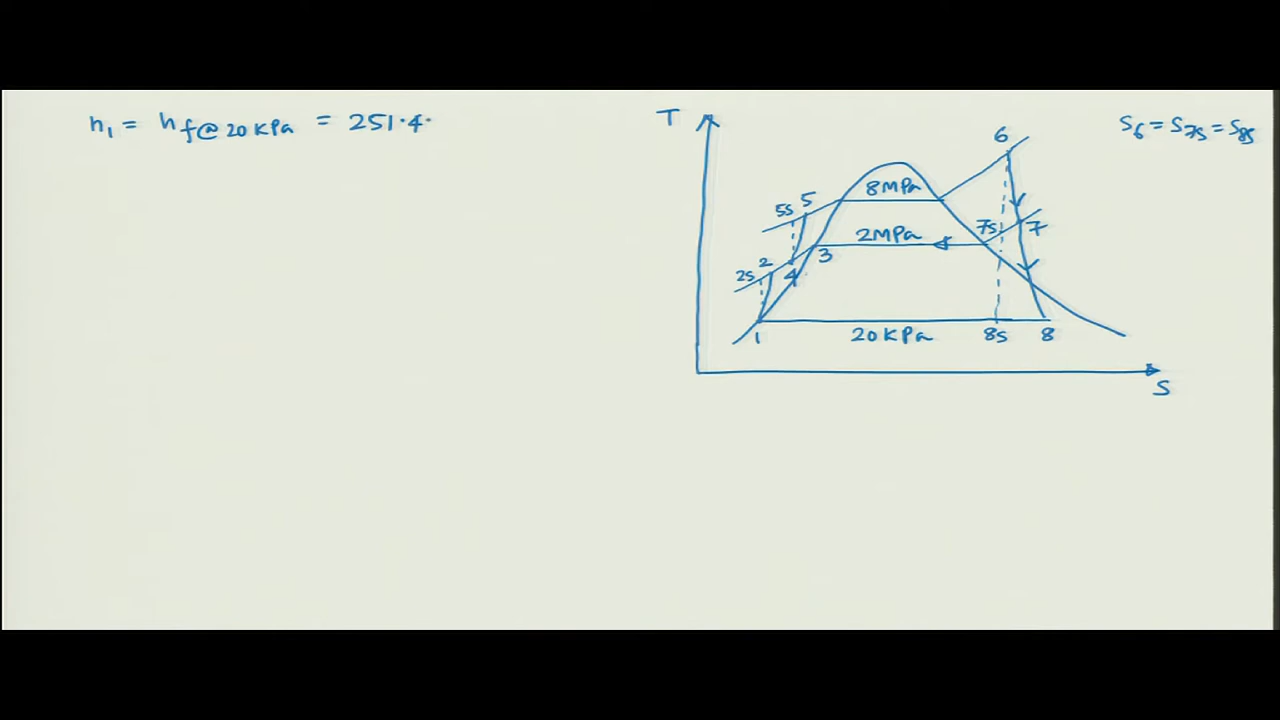 h₁ = hf@20KPa = 251.4.
T
6
S₆ = S₇ₛ = S₈ₛ
8MPa
5s 5
7s 7
2MPa
3
2s 2 4
1 20KPa 8s 8
S